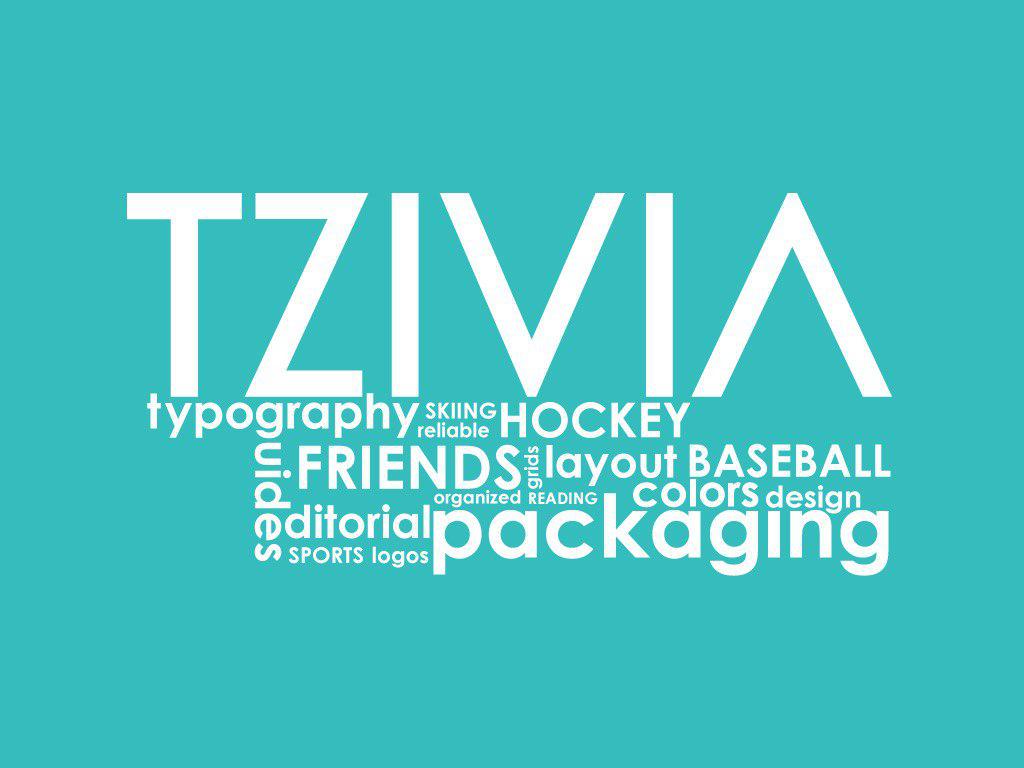 TZIVIA
typography SKIING HOCKEY
reliable
guides FRIENDS grids layout BASEBALL
organized READING colors design
editorial packaging
SPORTS logos